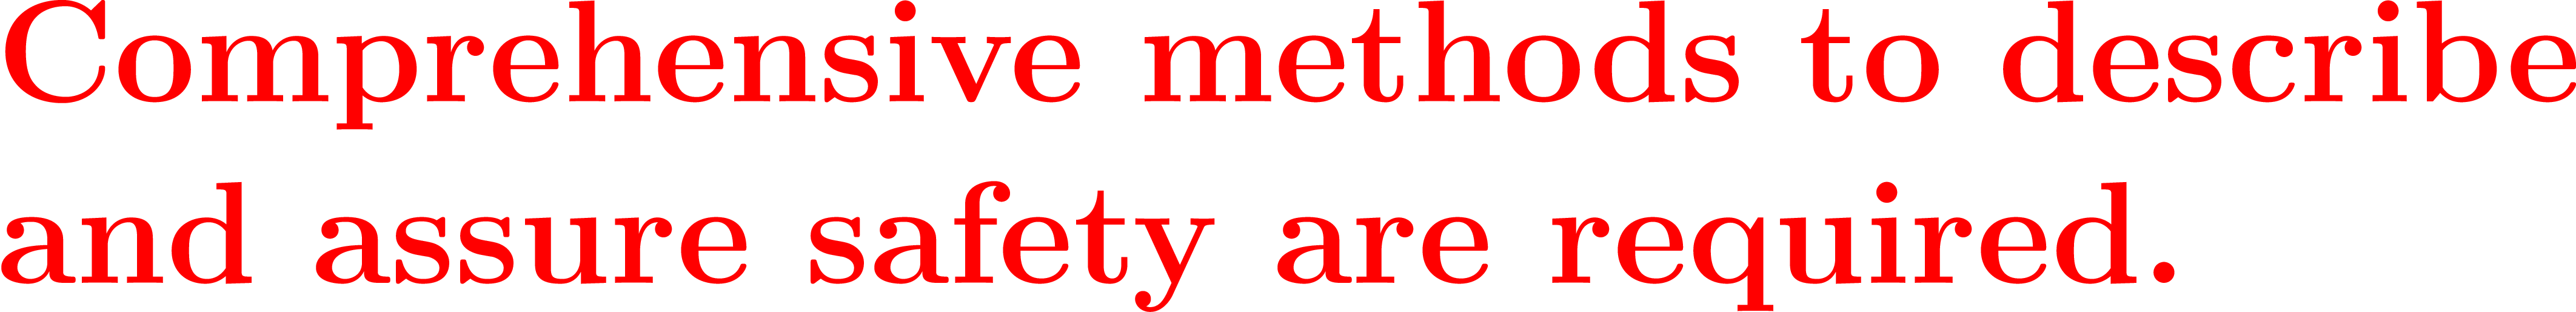 Comprehensive methods to describe
and assure safety are required.